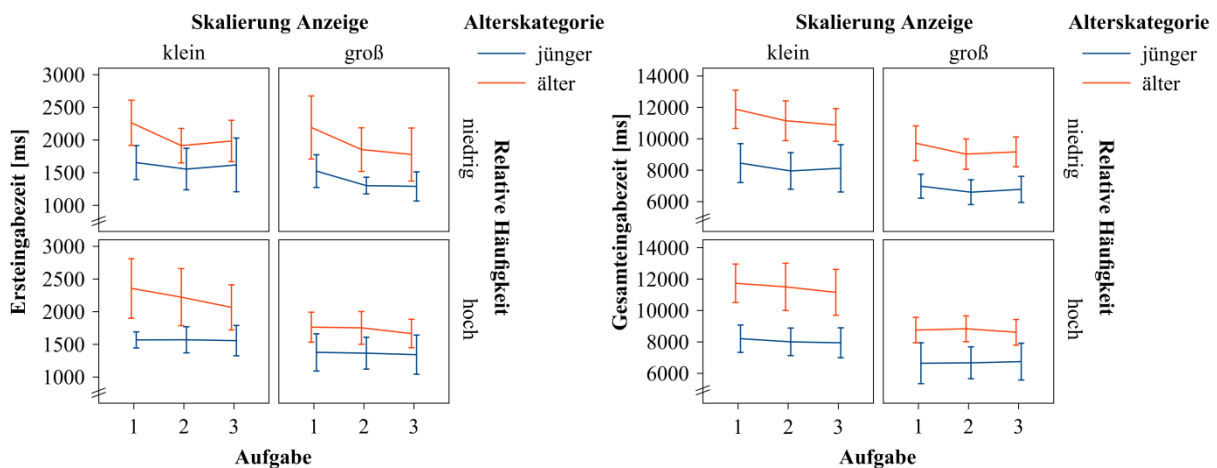 Skalierung Anzeige
Alterskategorie
klein
groß
jünger
älter
3000
2500
2000
1500
1000
niedrig
3000
2500
2000
1500
1000
hoch
Ersteingabezeit [ms]
Relative Häufigkeit
1 2 3
1 2 3
Aufgabe
Skalierung Anzeige
Alterskategorie
klein
groß
jünger
älter
14000
12000
10000
8000
6000
niedrig
14000
12000
10000
8000
6000
hoch
Gesamteingabezeit [ms]
Relative Häufigkeit
1 2 3
1 2 3
Aufgabe